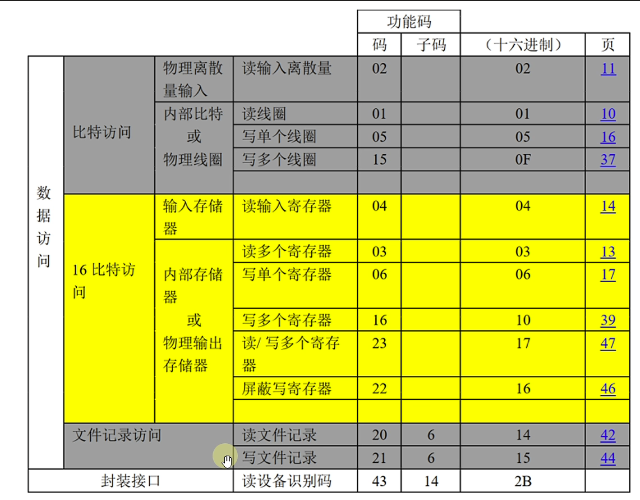 功能码
码 子码 （十六进制） 页
数据访问 比特访问 物理离散量输入 读输入离散量 02 02 11
内部比特或物理线圈 读线圈 01 01 10
写单个线圈 05 05 16
写多个线圈 15 0F 37
16 比特访问 输入存储器 读输入寄存器 04 04 14
内部存储器或物理输出存储器 读多个寄存器 03 03 13
写单个寄存器 06 06 17
写多个寄存器 16 10 39
读/写多个寄存器 23 17 47
屏蔽写寄存器 22 16 46
文件记录访问 读文件记录 20 6 14 42
写文件记录 21 6 15 44
封装接口 读设备识别码 43 14 2B